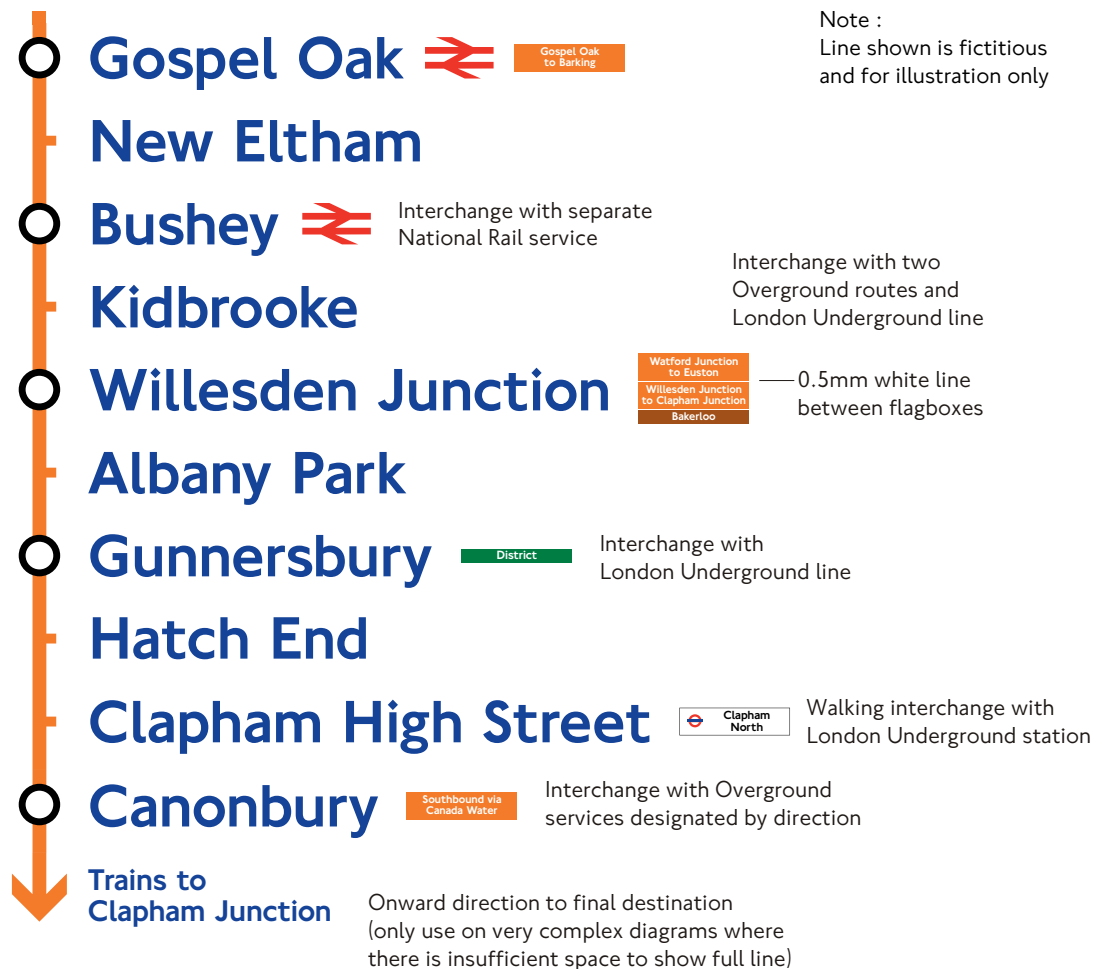 Note :
Line shown is fictitious
and for illustration only
Gospel Oak
Gospel Oak
to Barking
New Eltham
Bushey
Interchange with separate
National Rail service
Kidbrooke
Interchange with two
Overground routes and
London Underground line
Willesden Junction
Watford Junction
to Euston
Willesden Junction
to Clapham Junction
Bakerloo
0.5mm white line
between flagboxes
Albany Park
Gunnersbury
District
Interchange with
London Underground line
Hatch End
Clapham High Street
Clapham
North
Walking interchange with
London Underground station
Canonbury
Southbound via
Canada Water
Interchange with Overground
services designated by direction
Trains to
Clapham Junction
Onward direction to final destination
(only use on very complex diagrams where
there is insufficient space to show full line)